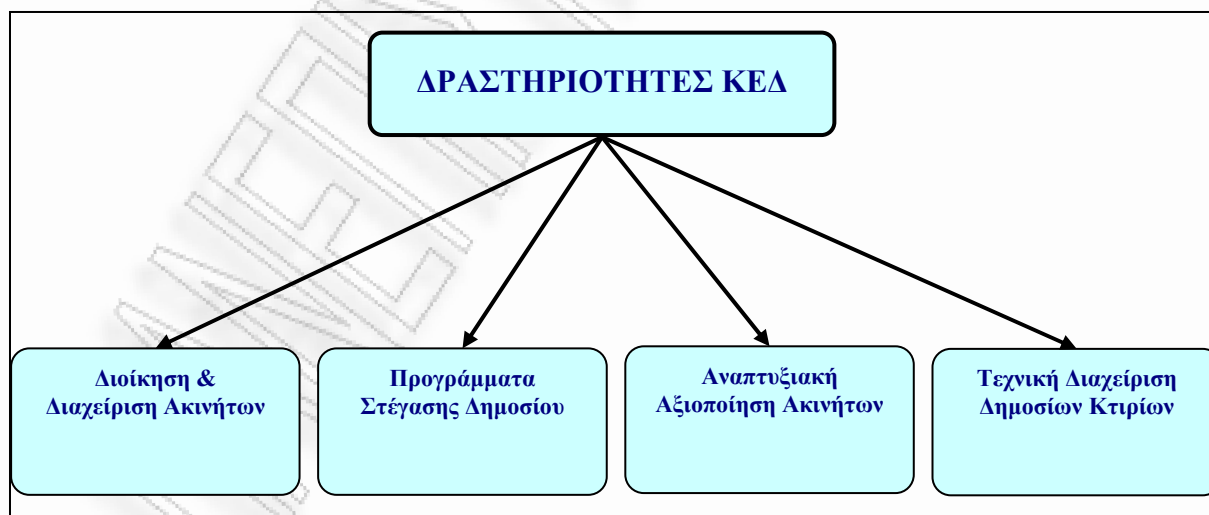 ΔΡΑΣΤΗΡΙΟΤΗΤΕΣ ΚΕΔ
Διοίκηση &
Διαχείριση Ακινήτων
Προγράμματα
Στέγασης Δημοσίου
Αναπτυξιακή
Αξιοποίηση Ακινήτων
Τεχνική Διαχείριση
Δημοσίων Κτιρίων